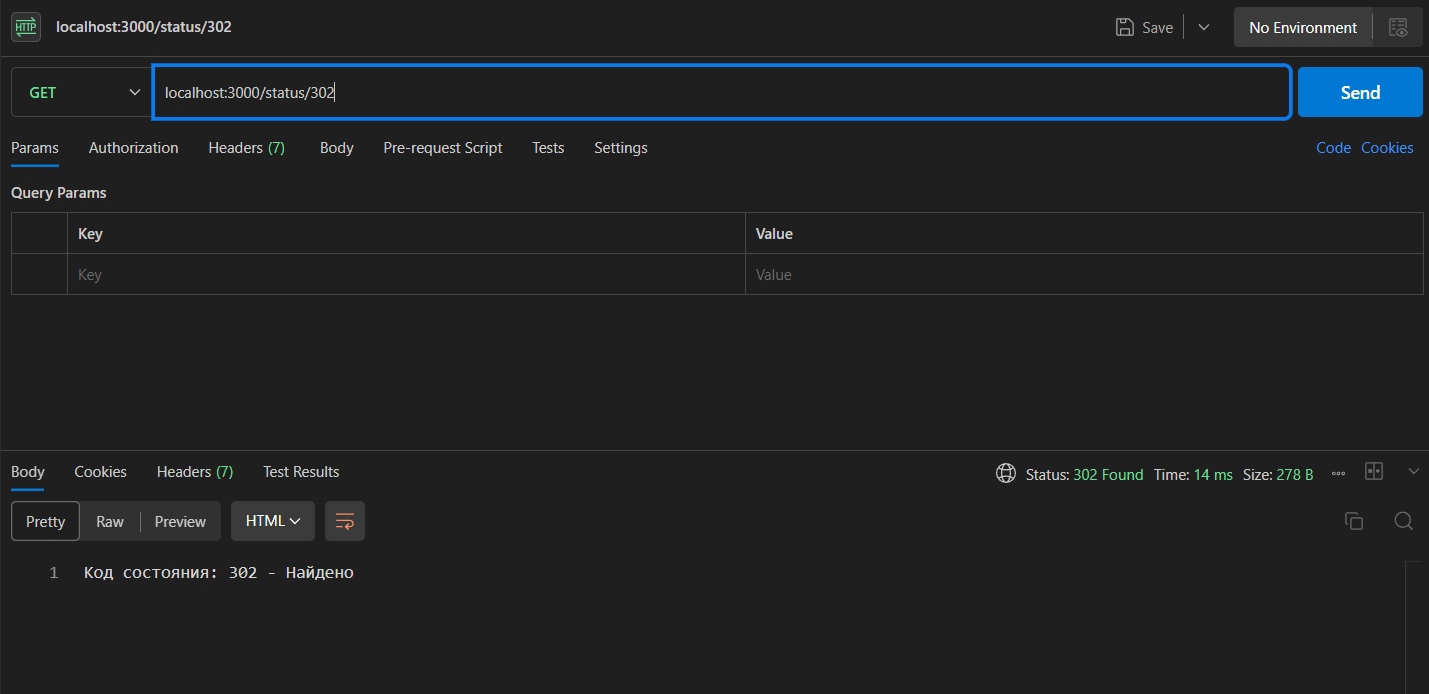 HTTP localhost:3000/status/302 Save No Environment
GET localhost:3000/status/302 Send
Params Authorization Headers (7) Body Pre-request Script Tests Settings Code Cookies
Query Params
Key Value
Key Value
Body Cookies Headers (7) Test Results Status: 302 Found Time: 14 ms Size: 278 B
Pretty Raw Preview HTML
1 Код состояния: 302 - Найдено